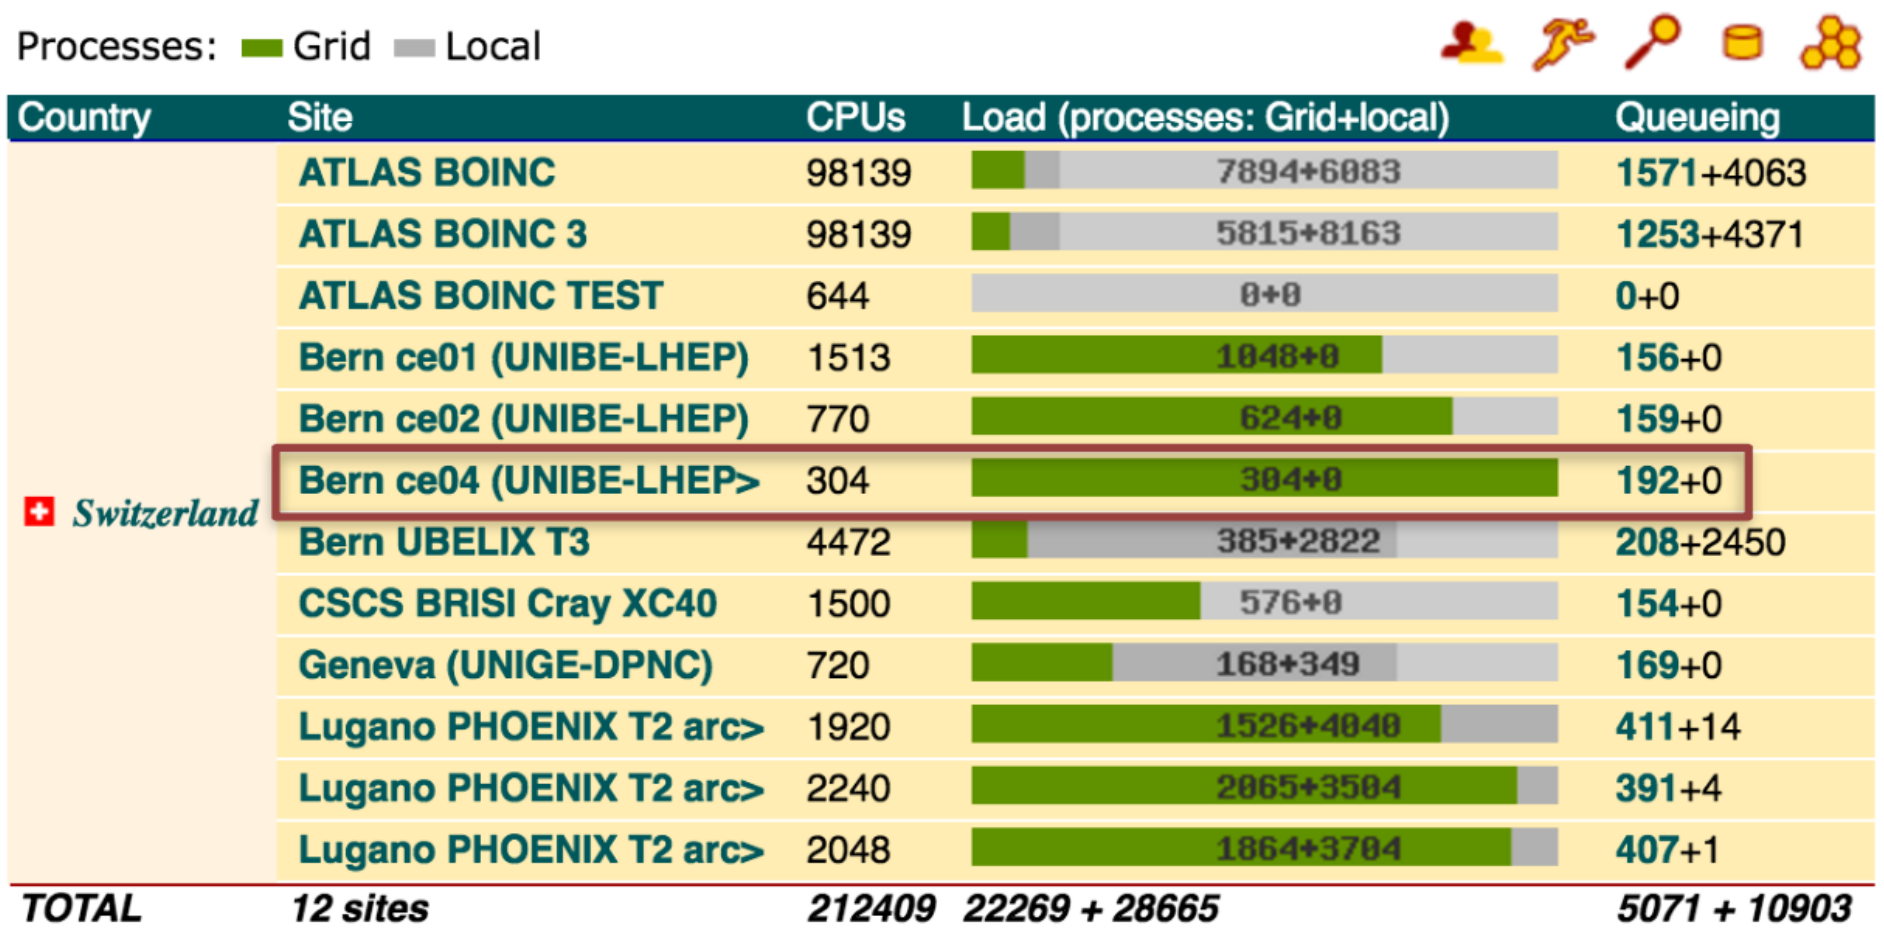 Processes: Grid Local
Country Site CPUs Load (processes: Grid+local) Queueing
ATLAS BOINC 98139 7894+6083 1571+4063
ATLAS BOINC 3 98139 5815+8163 1253+4371
ATLAS BOINC TEST 644 0+0 0+0
Bern ce01 (UNIBE-LHEP) 1513 1048+0 156+0
Bern ce02 (UNIBE-LHEP) 770 624+0 159+0
Bern ce04 (UNIBE-LHEP> 304 304+0 192+0
Switzerland
Bern UBELIX T3 4472 385+2822 208+2450
CSCS BRISI Cray XC40 1500 576+0 154+0
Geneva (UNIGE-DPNC) 720 168+349 169+0
Lugano PHOENIX T2 arc> 1920 1526+4040 411+14
Lugano PHOENIX T2 arc> 2240 2065+3504 391+4
Lugano PHOENIX T2 arc> 2048 1864+3704 407+1
TOTAL 12 sites 212409 22269 + 28665 5071 + 10903